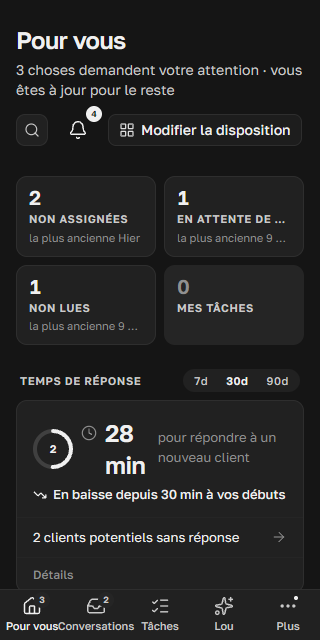 Pour vous
3 choses demandent votre attention · vous
êtes à jour pour le reste
4
Modifier la disposition
2
NON ASSIGNÉES
la plus ancienne Hier
1
EN ATTENTE DE ...
la plus ancienne 9 ...
1
NON LUES
la plus ancienne 9 ...
0
MES TÂCHES
TEMPS DE RÉPONSE
7d 30d 90d
2
28
min
pour répondre à un
nouveau client
En baisse depuis 30 min à vos débuts
2 clients potentiels sans réponse
Détails
3
2
Pour vous Conversations Tâches Lou Plus